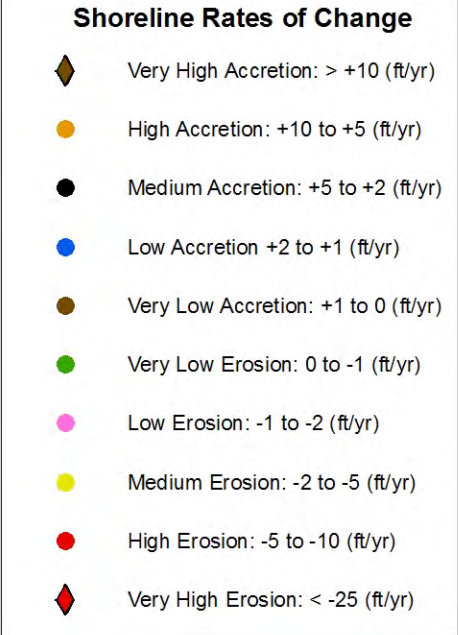 Shoreline Rates of Change
Very High Accretion: > +10 (ft/yr)
High Accretion: +10 to +5 (ft/yr)
Medium Accretion: +5 to +2 (ft/yr)
Low Accretion +2 to +1 (ft/yr)
Very Low Accretion: +1 to 0 (ft/yr)
Very Low Erosion: 0 to -1 (ft/yr)
Low Erosion: -1 to -2 (ft/yr)
Medium Erosion: -2 to -5 (ft/yr)
High Erosion: -5 to -10 (ft/yr)
Very High Erosion: < -25 (ft/yr)